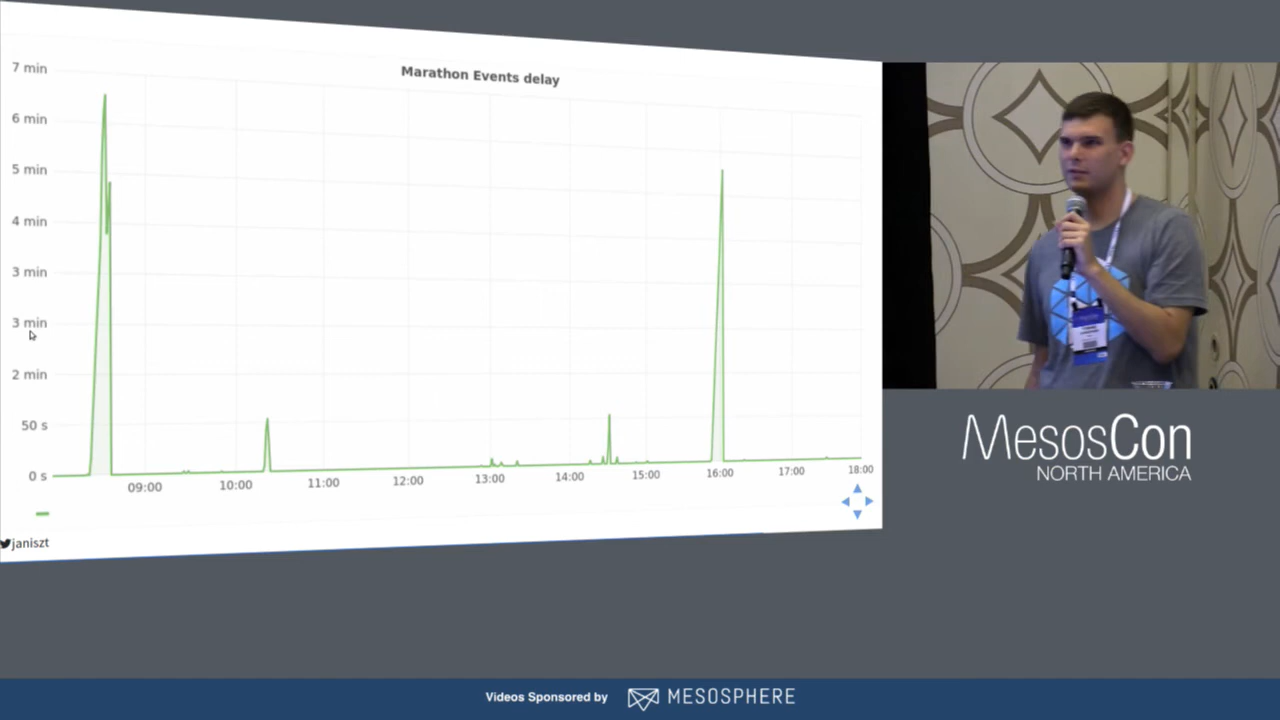 Marathon Events delay
7 min
6 min
5 min
4 min
3 min
3 min
2 min
50 s
0 s
09:00
10:00
11:00
12:00
13:00
14:00
15:00
16:00
17:00
18:00
janiszt
MesosCon
NORTH AMERICA
Videos Sponsored by
MESOSPHERE